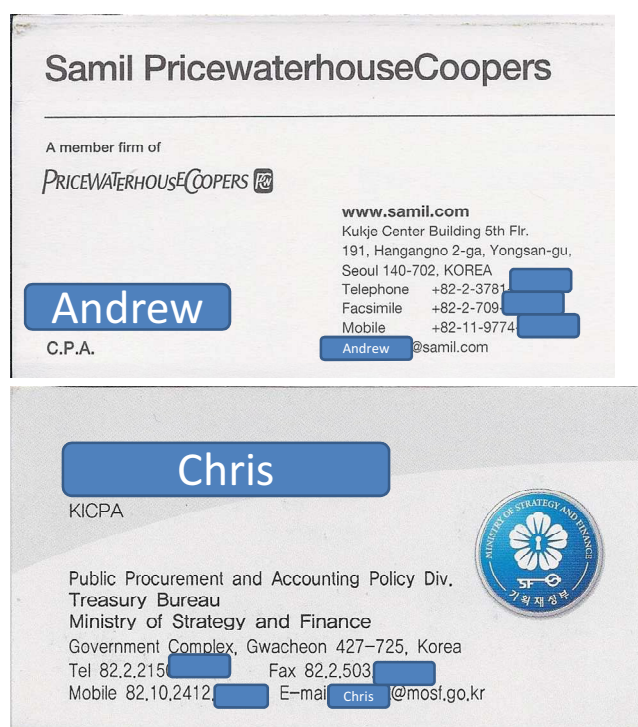 Samil PricewaterhouseCoopers
A member firm of
PRICEWATERHOUSECOOPERS PwC
www.samil.com
Kukje Center Building 5th Flr.
191, Hangangno 2-ga, Yongsan-gu,
Seoul 140-702, KOREA
Telephone +82-2-3781-
Facsimile +82-2-709-
Mobile +82-11-9774-
Andrew @samil.com
Andrew
C.P.A.
Chris
KICPA
MINISTRY OF STRATEGY AND FINANCE
SF
기획재정부
Public Procurement and Accounting Policy Div.
Treasury Bureau
Ministry of Strategy and Finance
Government Complex, Gwacheon 427-725, Korea
Tel 82.2.215 Fax 82.2.503.
Mobile 82.10.2412. E-mai Chris @mosf.go.kr